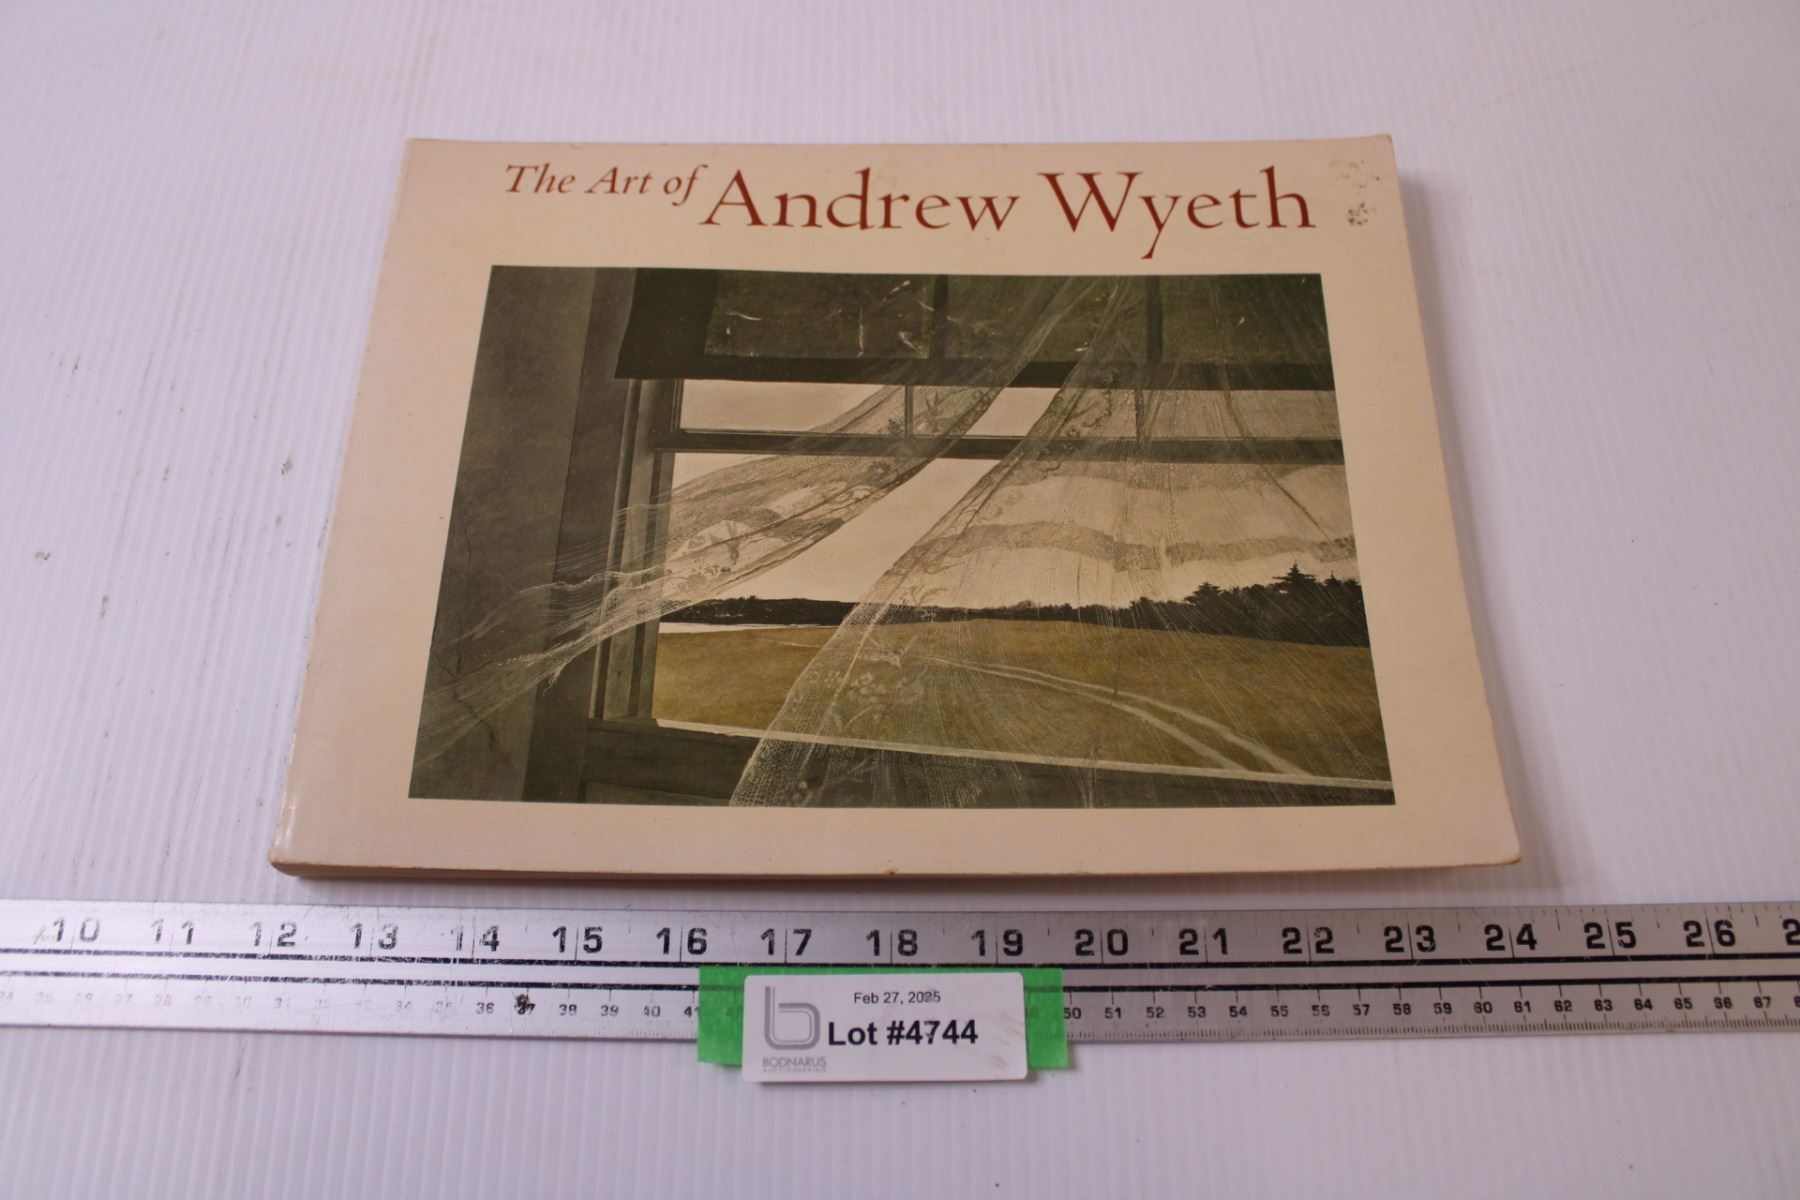 The Art of Andrew Wyeth
10 11 12 13 14 15 16 17 18 19 20 21 22 23 24 25 26
36 37 38 39 40 50 51 52 53 54 55 56 57 58 59 60 61 62 63 64 65 66 67
Feb 27, 2025
Lot #4744
BODNARUS
AUCTIONEERING